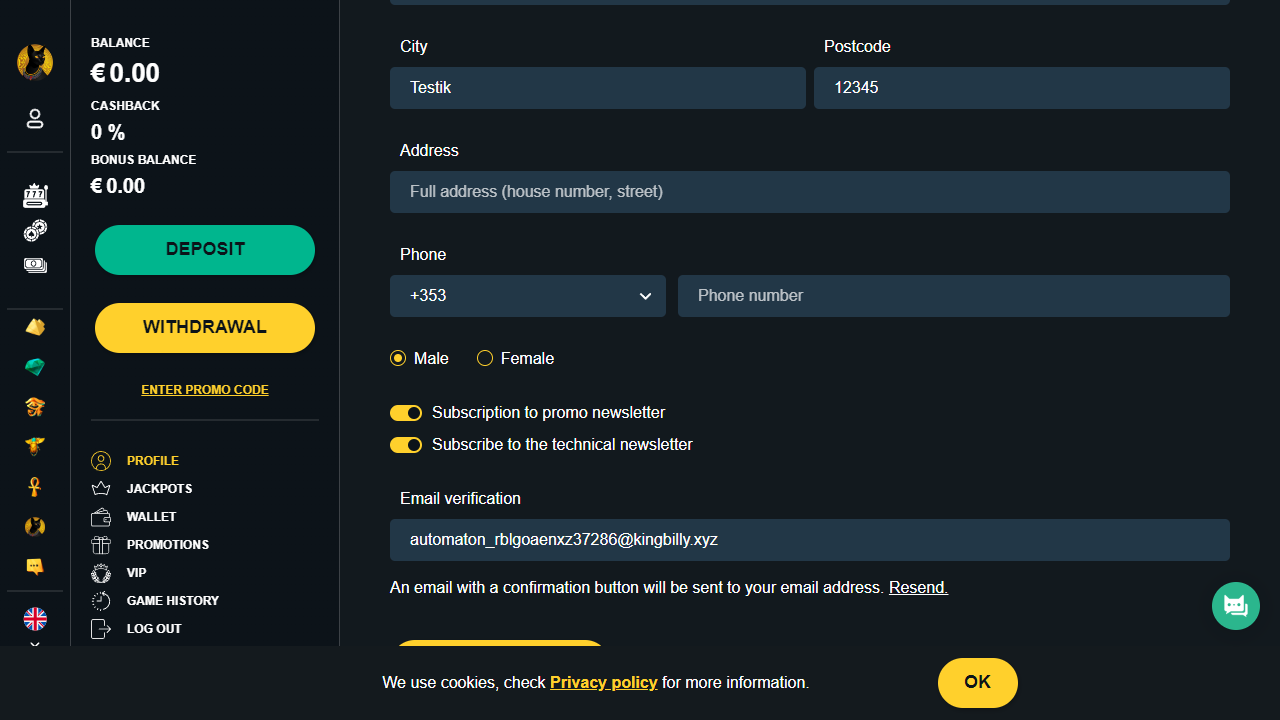 BALANCE
€ 0.00
CASHBACK
0 %
BONUS BALANCE
€ 0.00
DEPOSIT
WITHDRAWAL
ENTER PROMO CODE
PROFILE
JACKPOTS
WALLET
PROMOTIONS
VIP
GAME HISTORY
LOG OUT
City
Postcode
Testik
12345
Address
Full address (house number, street)
Phone
+353
Phone number
Male
Female
Subscription to promo newsletter
Subscribe to the technical newsletter
Email verification
automaton_rblgoaenxz37286@kingbilly.xyz
An email with a confirmation button will be sent to your email address. Resend.
We use cookies, check Privacy policy for more information.
OK